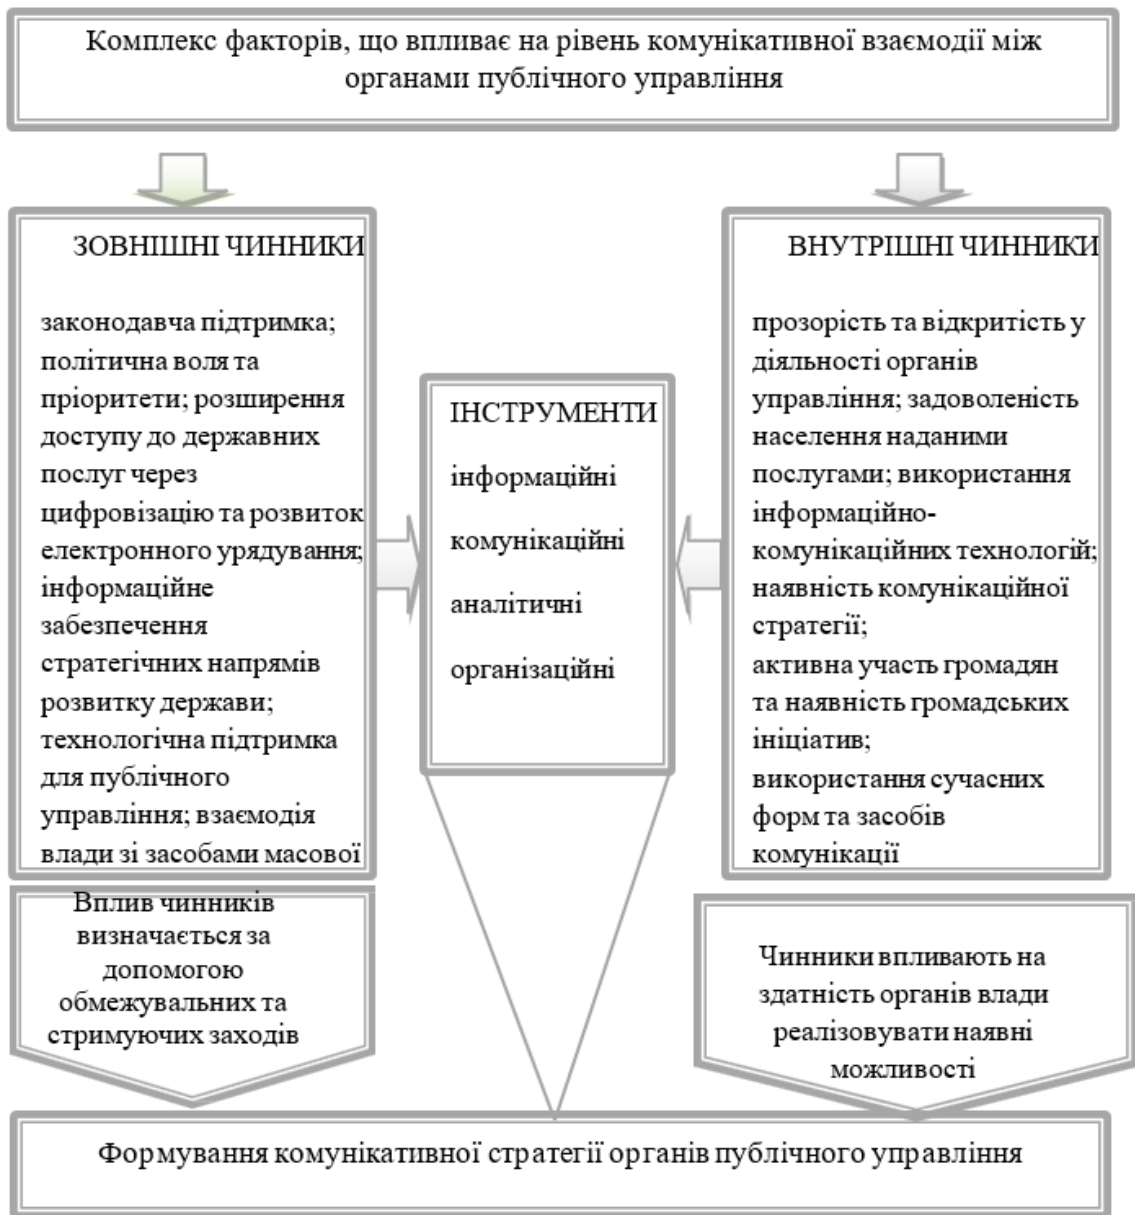 Комплекс факторів, що впливає на рівень комунікативної взаємодії між
органами публічного управління
ЗОВНІШНІ ЧИННИКИ
законодавча підтримка;
політична воля та
пріоритети; розширення
доступу до державних
послуг через
цифровізацію та розвиток
електронного урядування;
інформаційне
забезпечення
стратегічних напрямів
розвитку держави;
технологічна підтримка
для публічного
управління; взаємодія
влади зі засобами масової
Вплив чинників
визначається за
допомогою
обмежувальних та
стримуючих заходів
ІНСТРУМЕНТИ
інформаційні
комунікаційні
аналітичні
організаційні
ВНУТРІШНІ ЧИННИКИ
прозорість та відкритість у
діяльності органів
управління; задоволеність
населення наданими
послугами; використання
інформаційно-
комунікаційних технологій;
наявність комунікаційної
стратегії;
активна участь громадян
та наявність громадських
ініціатив;
використання сучасних
форм та засобів
комунікації
Чинники впливають на
здатність органів влади
реалізовувати наявні
можливості
Формування комунікативної стратегії органів публічного управління